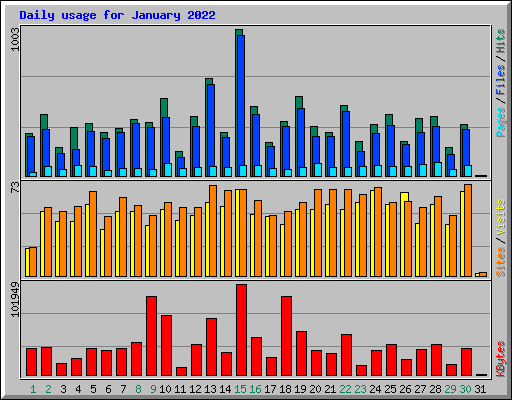 Daily usage for January 2022
1003
Pages / Files / Hits
73
Sites / Visits
101949
KBytes
1 2 3 4 5 6 7 8 9 10 11 12 13 14 15 16 17 18 19 20 21 22 23 24 25 26 27 28 29 30 31